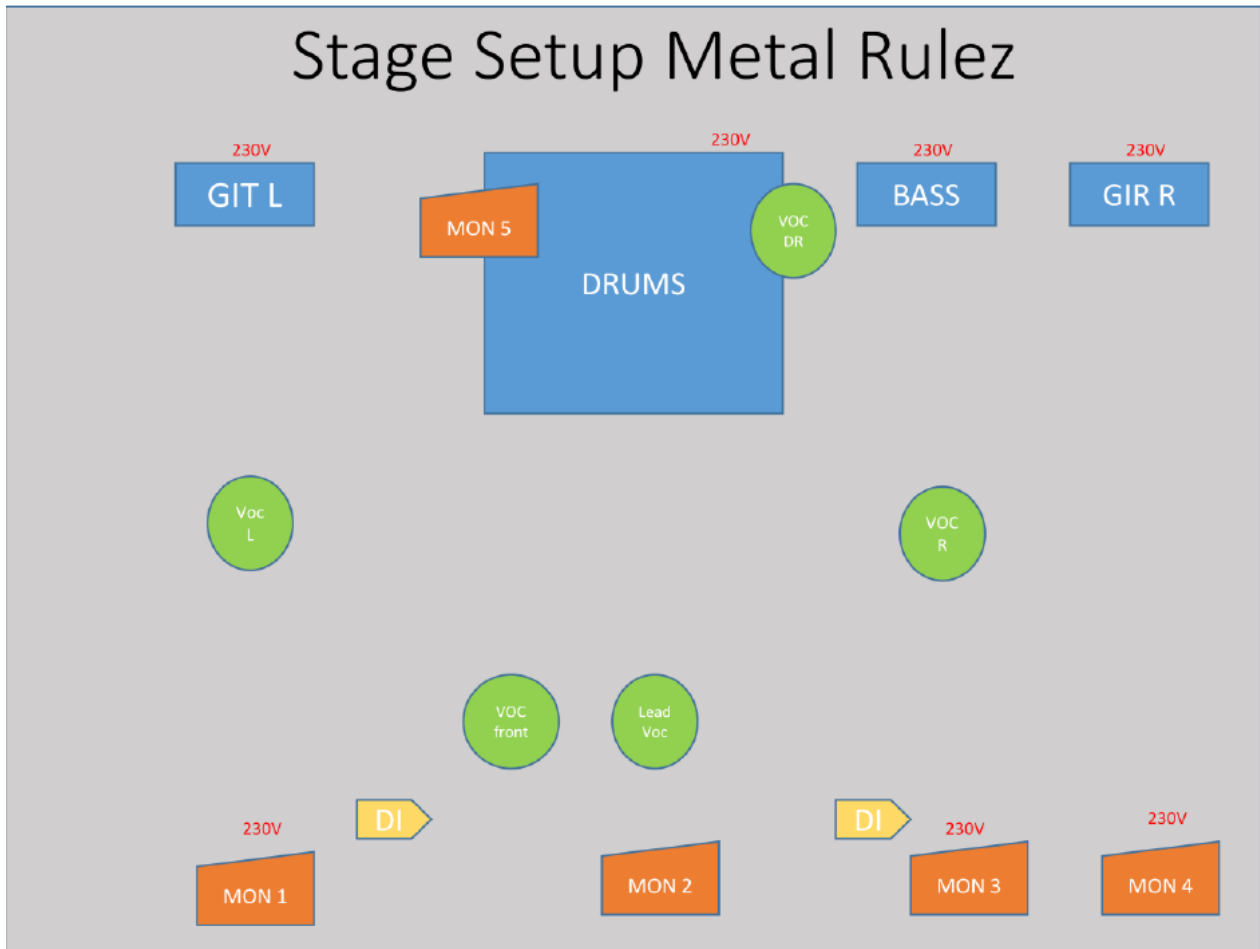 Stage Setup Metal Rulez
230V
230V
230V
230V
GIT L
BASS
GIR R
MON 5
VOC
DR
DRUMS
Voc
L
VOC
R
VOC
front
Lead
Voc
DI
DI
230V
230V
230V
MON 1
MON 2
MON 3
MON 4